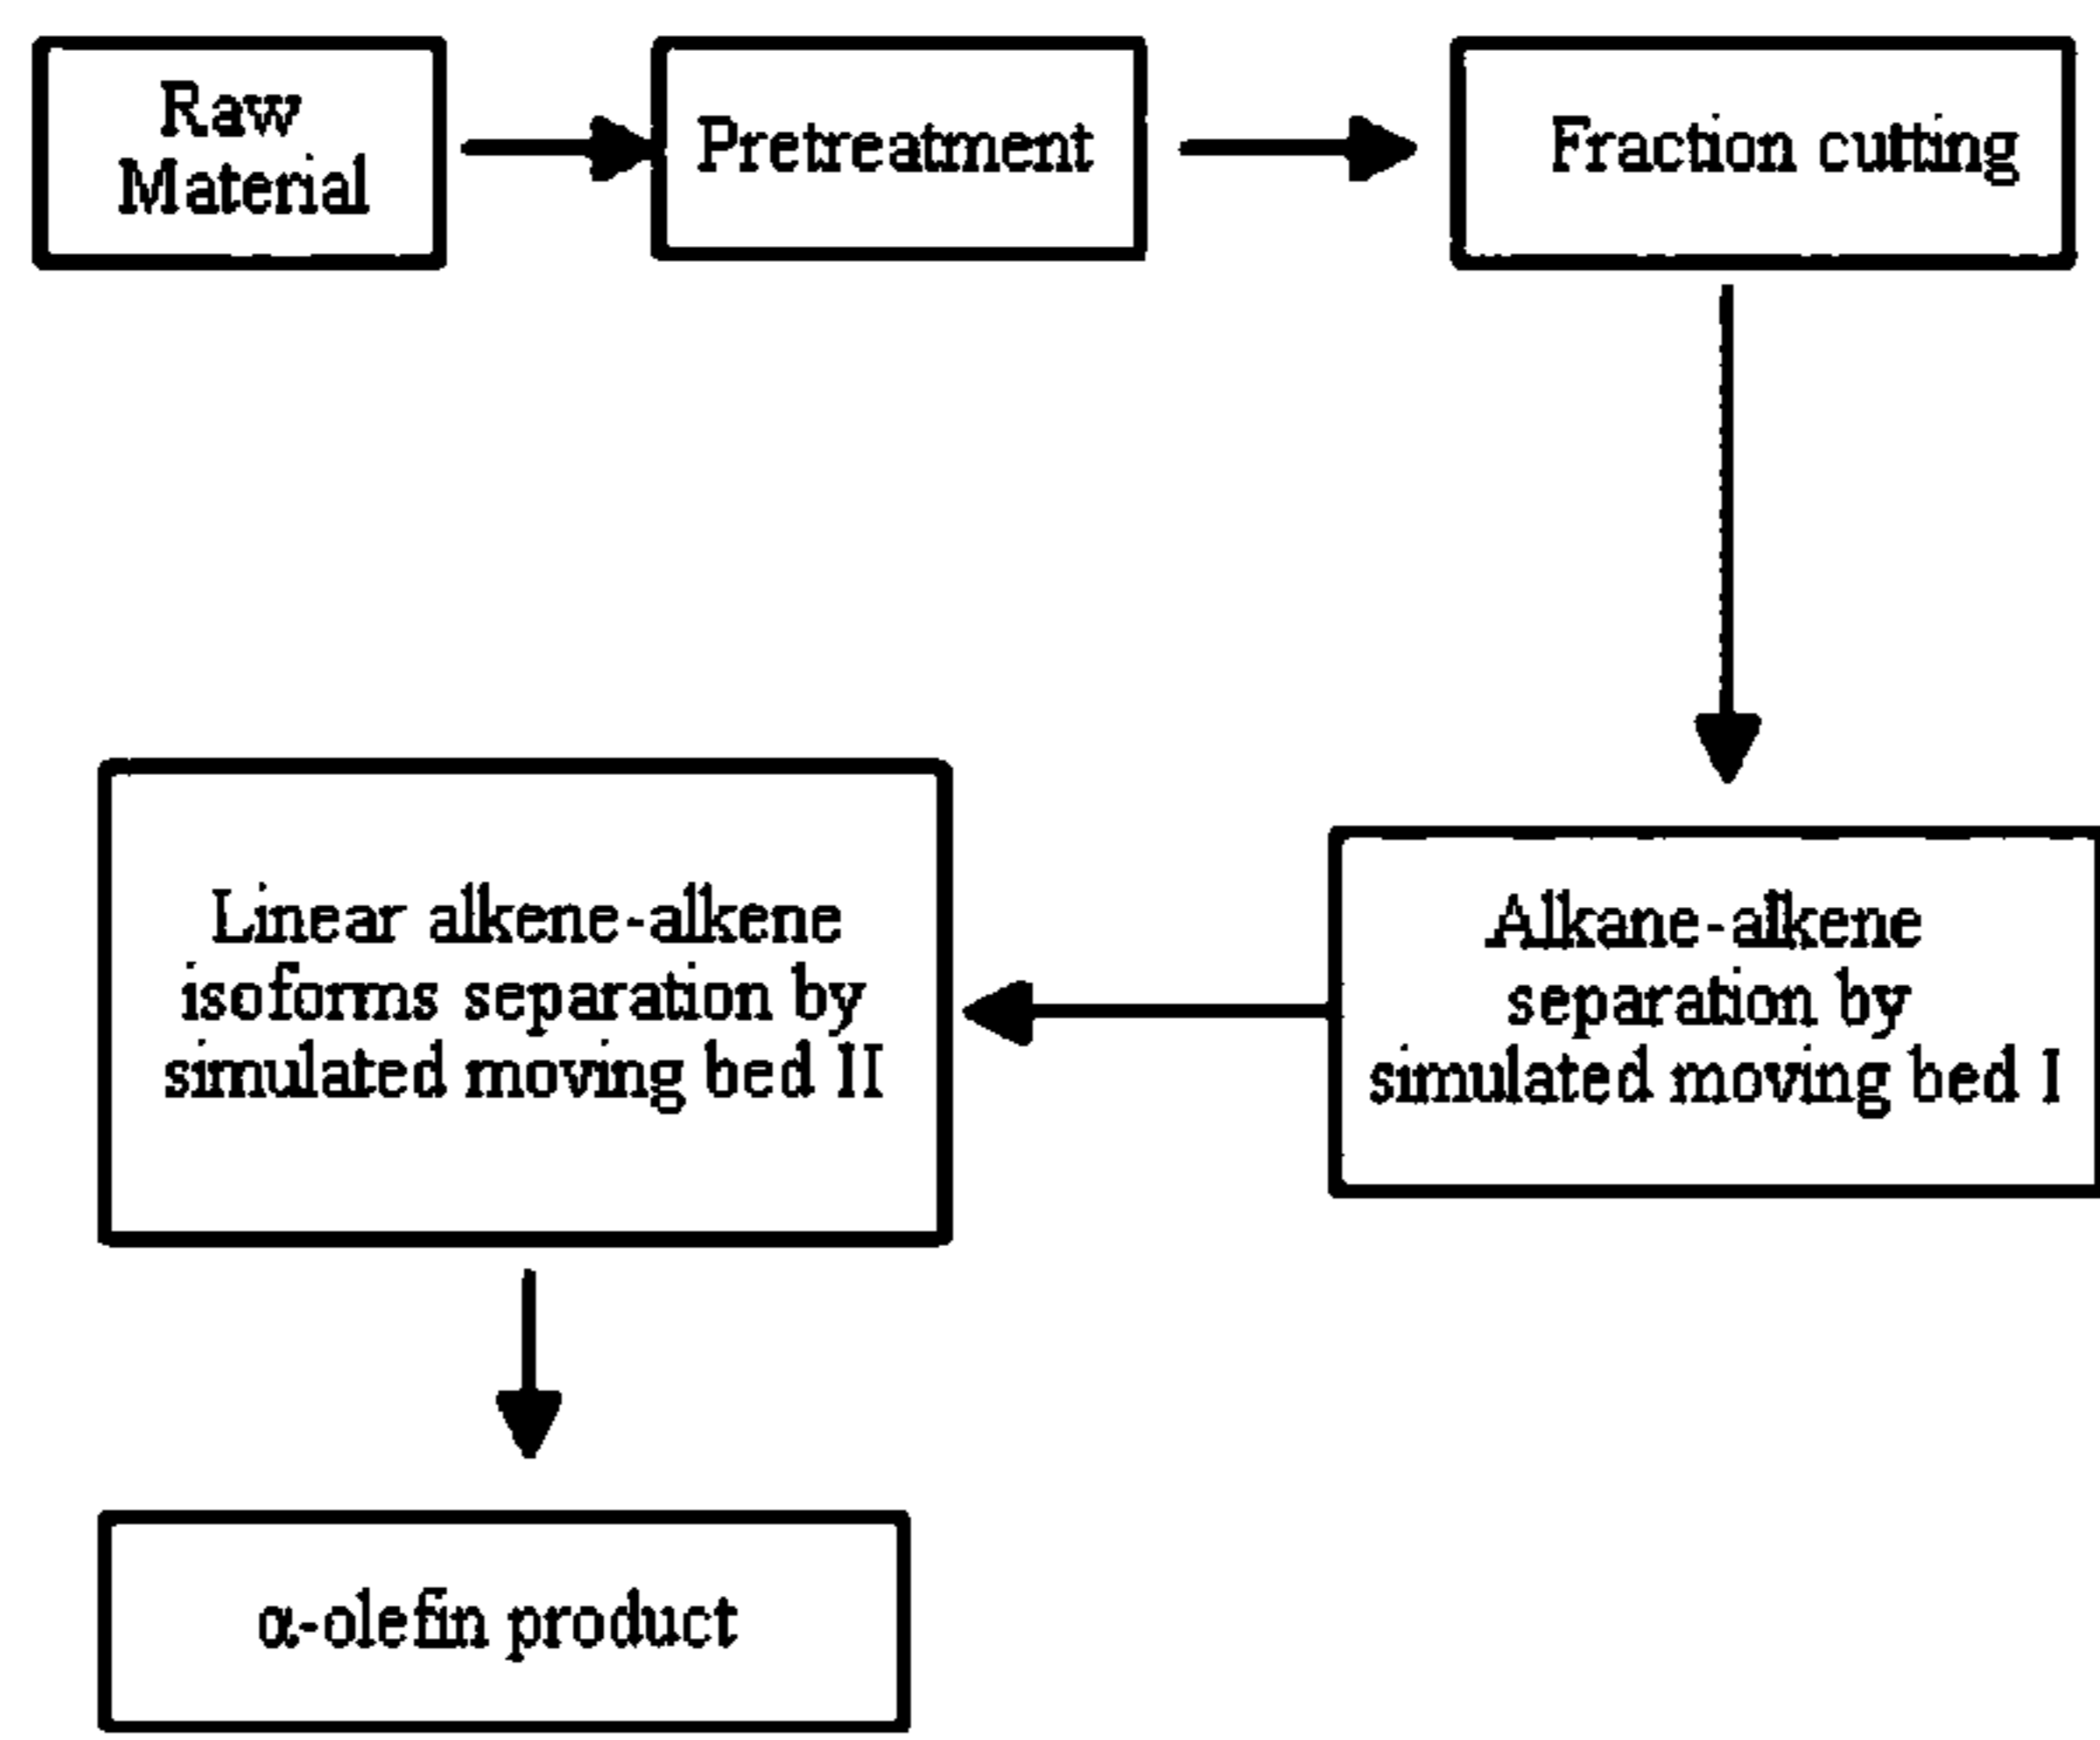 Raw
Material
Pretreatment
Fraction cutting
Alkane-alkene
separation by
simulated moving bed I
Linear alkene-alkene
isoforms separation by
simulated moving bed II
α-olefin product